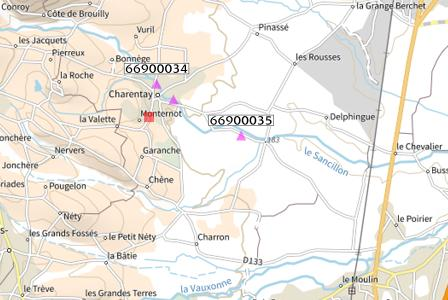 Conroy
Côte de Brouilly
la Grange Berchet
Vuril
Pinassé
les Jacquets
Pierreux
Bonnège
les Rousses
66900034
la Roche
Charentay
Monternot
la Valette
66900035
Delphingue
le Sancillon
le Chevalier
Nervers
Garanche
Jonchère
Chêne
Pougelon
Néty
le Poirier
les Grands Fossés
le Petit Néty
Charron
la Bâtie
D133
le Trève
les Grandes Terres
la Vauxonne
le Moulin